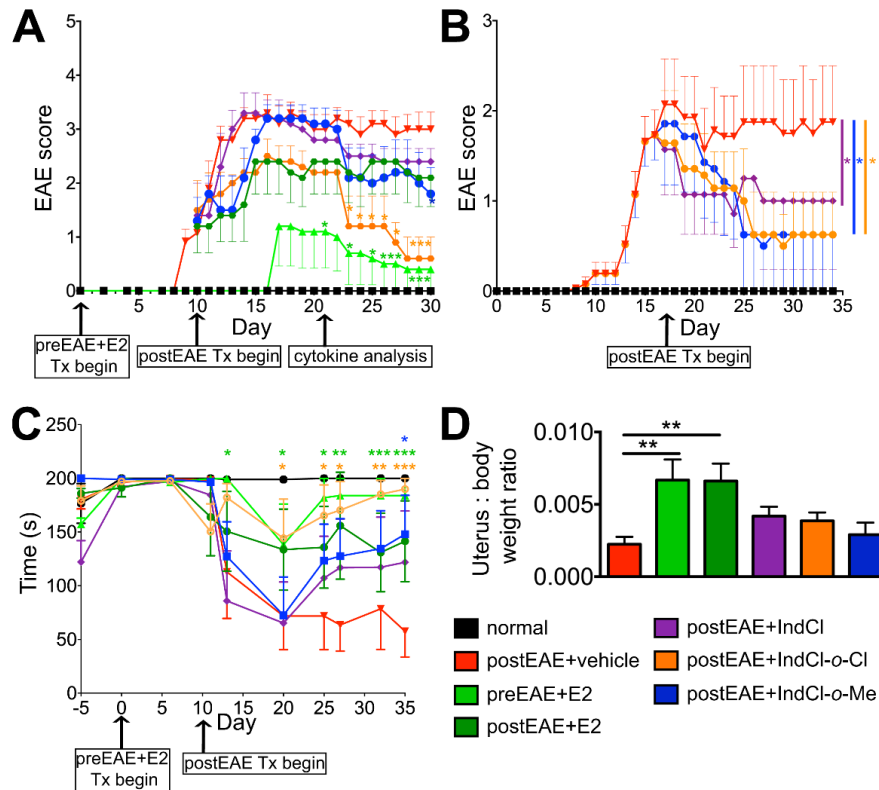 A
EAE score
5
4
3
2
1
0
0 5 10 15 20 25 30
Day
* * * * * ***
* * * *** ***
*
preEAE+E2
Tx begin
postEAE Tx begin
cytokine analysis
B
EAE score
3
2
1
0
0 5 10 15 20 25 30 35
Day
* * *
postEAE Tx begin
C
Time (s)
250
200
150
100
50
0
-5 0 5 10 15 20 25 30 35
Day
*
* * * ** *** ***
* * * ** ***
preEAE+E2
Tx begin
postEAE Tx begin
D
Uterus : body
weight ratio
0.010
0.005
0.000
**
**
normal
postEAE+vehicle
preEAE+E2
postEAE+E2
postEAE+IndCl
postEAE+IndCl-o-Cl
postEAE+IndCl-o-Me